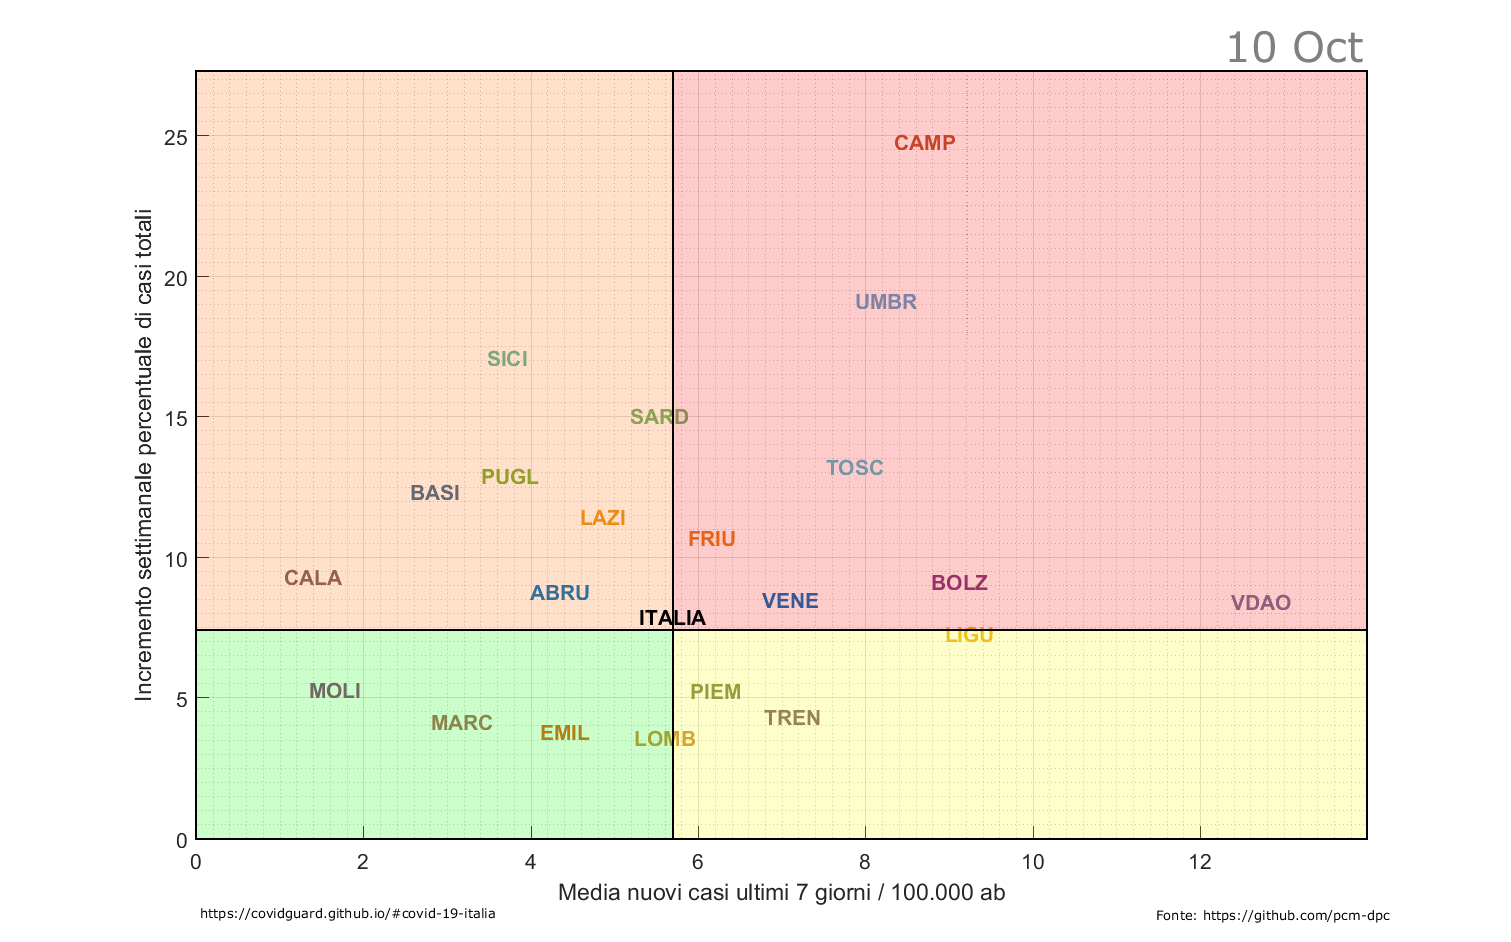 10 Oct
Incremento settimanale percentuale di casi totali
25
20
15
10
5
0
CAMP
UMBR
SICI
SARD
TOSC
PUGL
BASI
LAZI
FRIU
CALA
BOLZ
ABRU
VENE
VDAO
ITALIA
LIGU
MOLI
PIEM
TREN
MARC
EMIL
LOMB
0 2 4 6 8 10 12
Media nuovi casi ultimi 7 giorni / 100.000 ab
https://covidguard.github.io/#covid-19-italia
Fonte: https://github.com/pcm-dpc